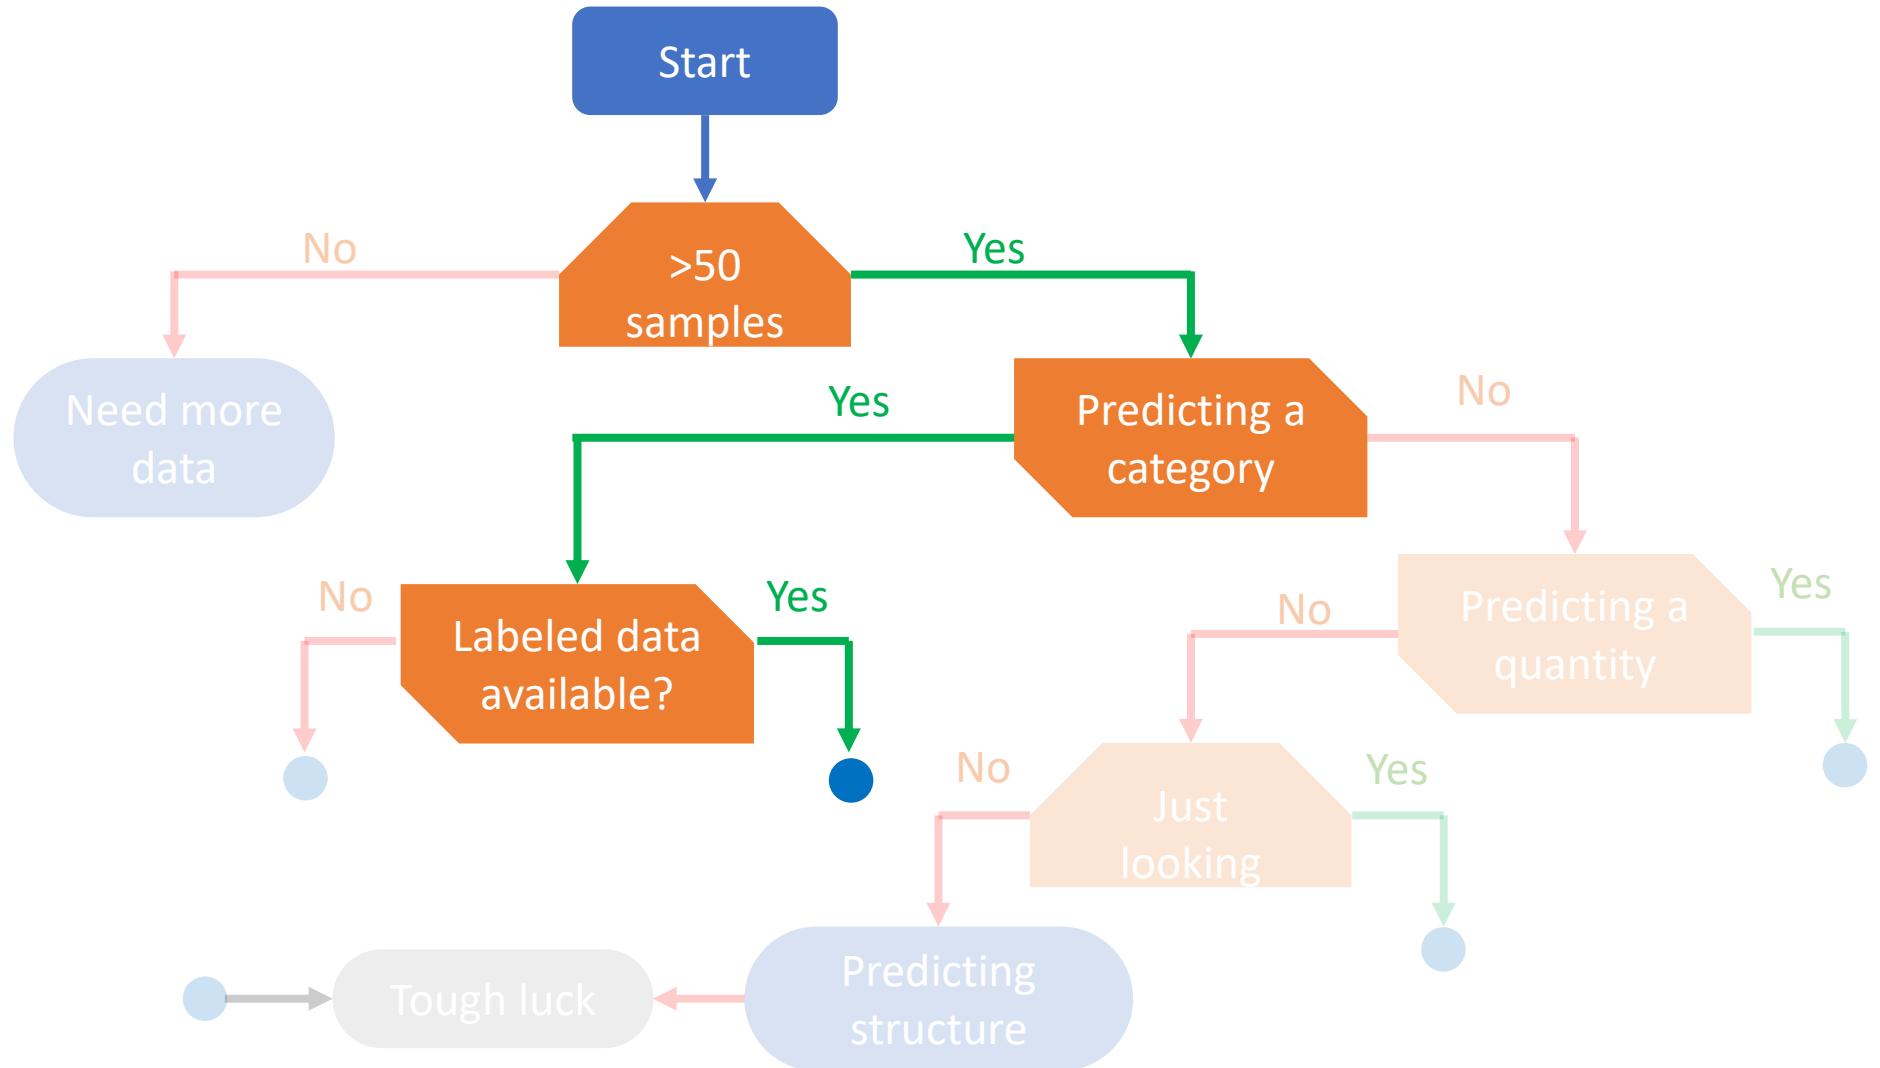 Start
No
Yes
>50
samples
Need more
data
Yes
Predicting a
category
No
No
Labeled data
available?
Yes
No
Predicting a
quantity
Yes
No
Just
looking
Yes
Tough luck
Predicting
structure